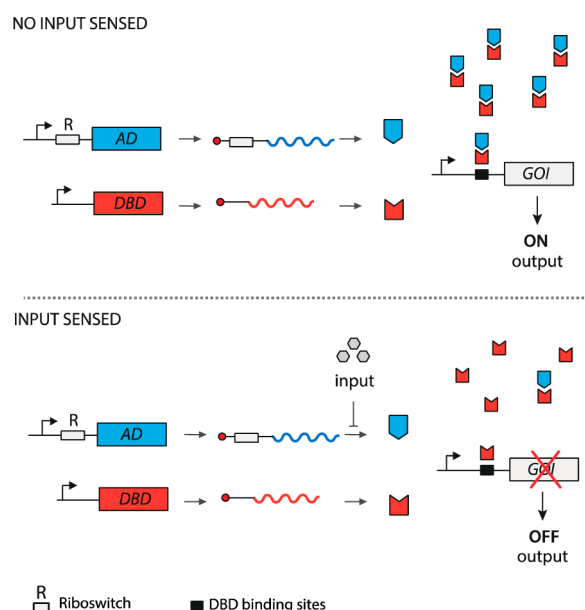 NO INPUT SENSED
R
AD
DBD
GOI
ON
output
INPUT SENSED
input
R
AD
DBD
GOI
OFF
output
R
Riboswitch
DBD binding sites